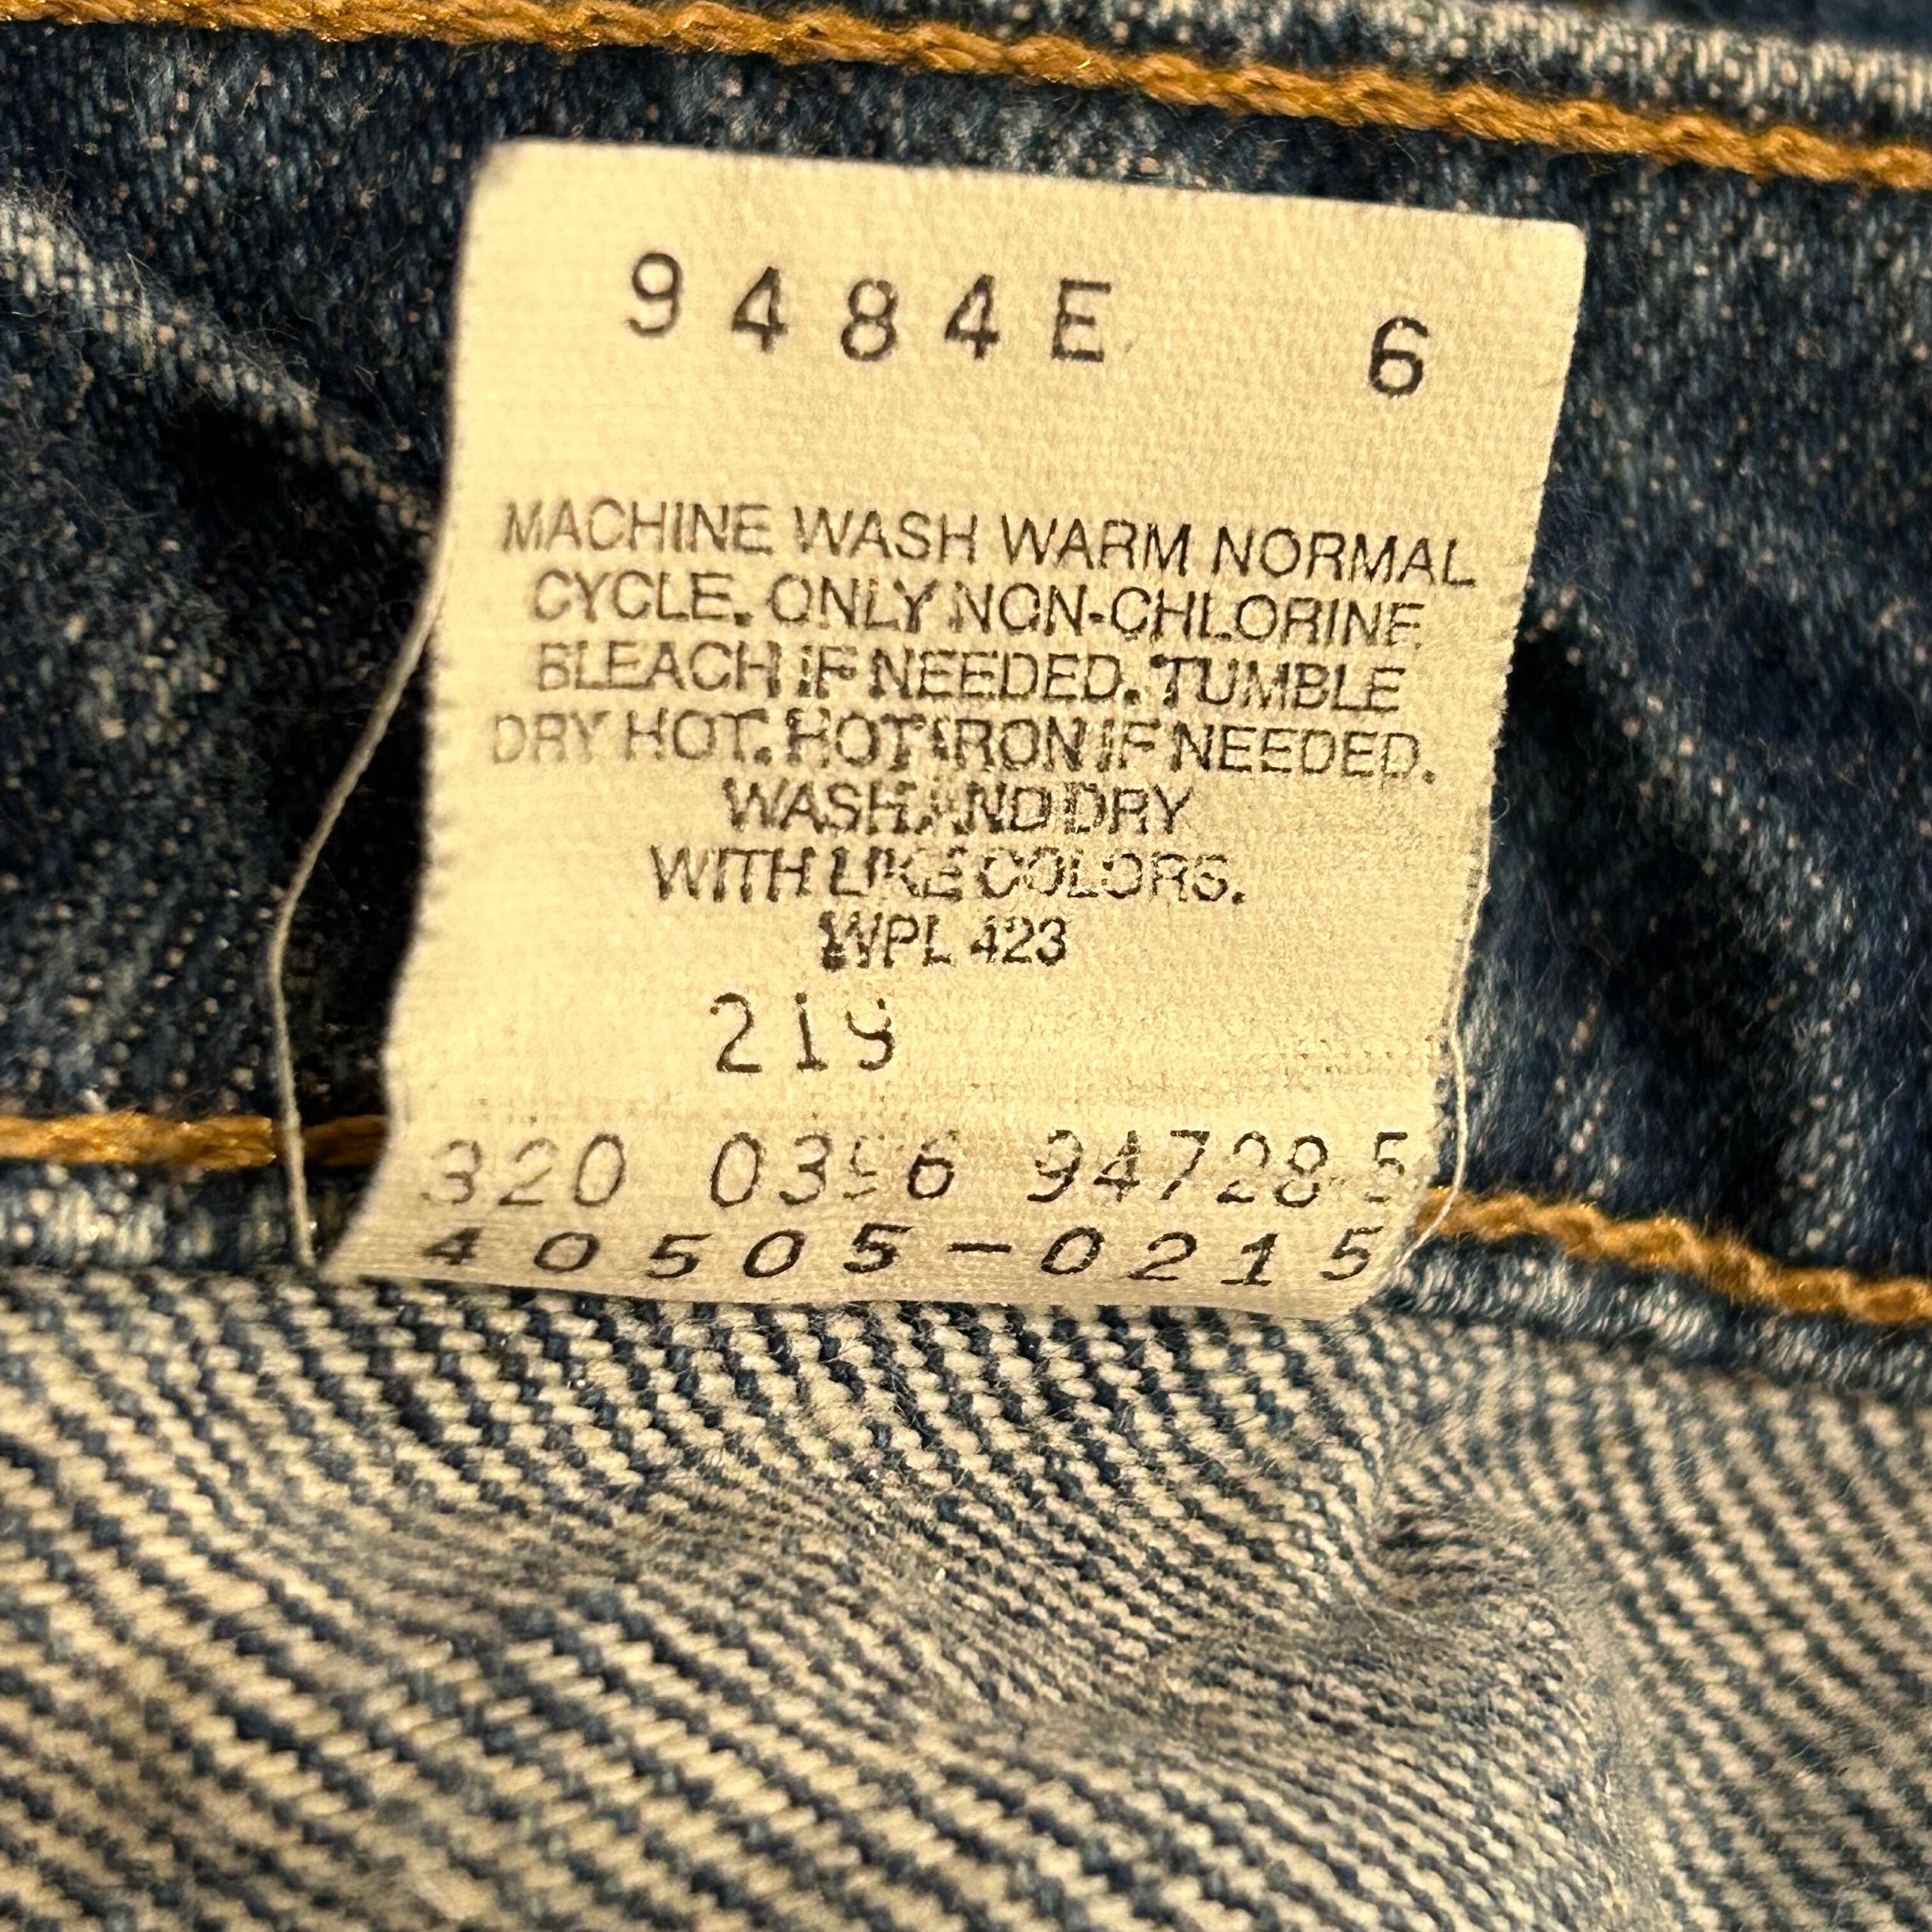 9484E 6
MACHINE WASH WARM NORMAL
CYCLE. ONLY NON-CHLORINE
BLEACH IF NEEDED. TUMBLE
DRY HOT. HOT IRON IF NEEDED.
WASH AND DRY
WITH LIKE COLORS.
WPL 423
219
320 0396 94728 5
40505-0215